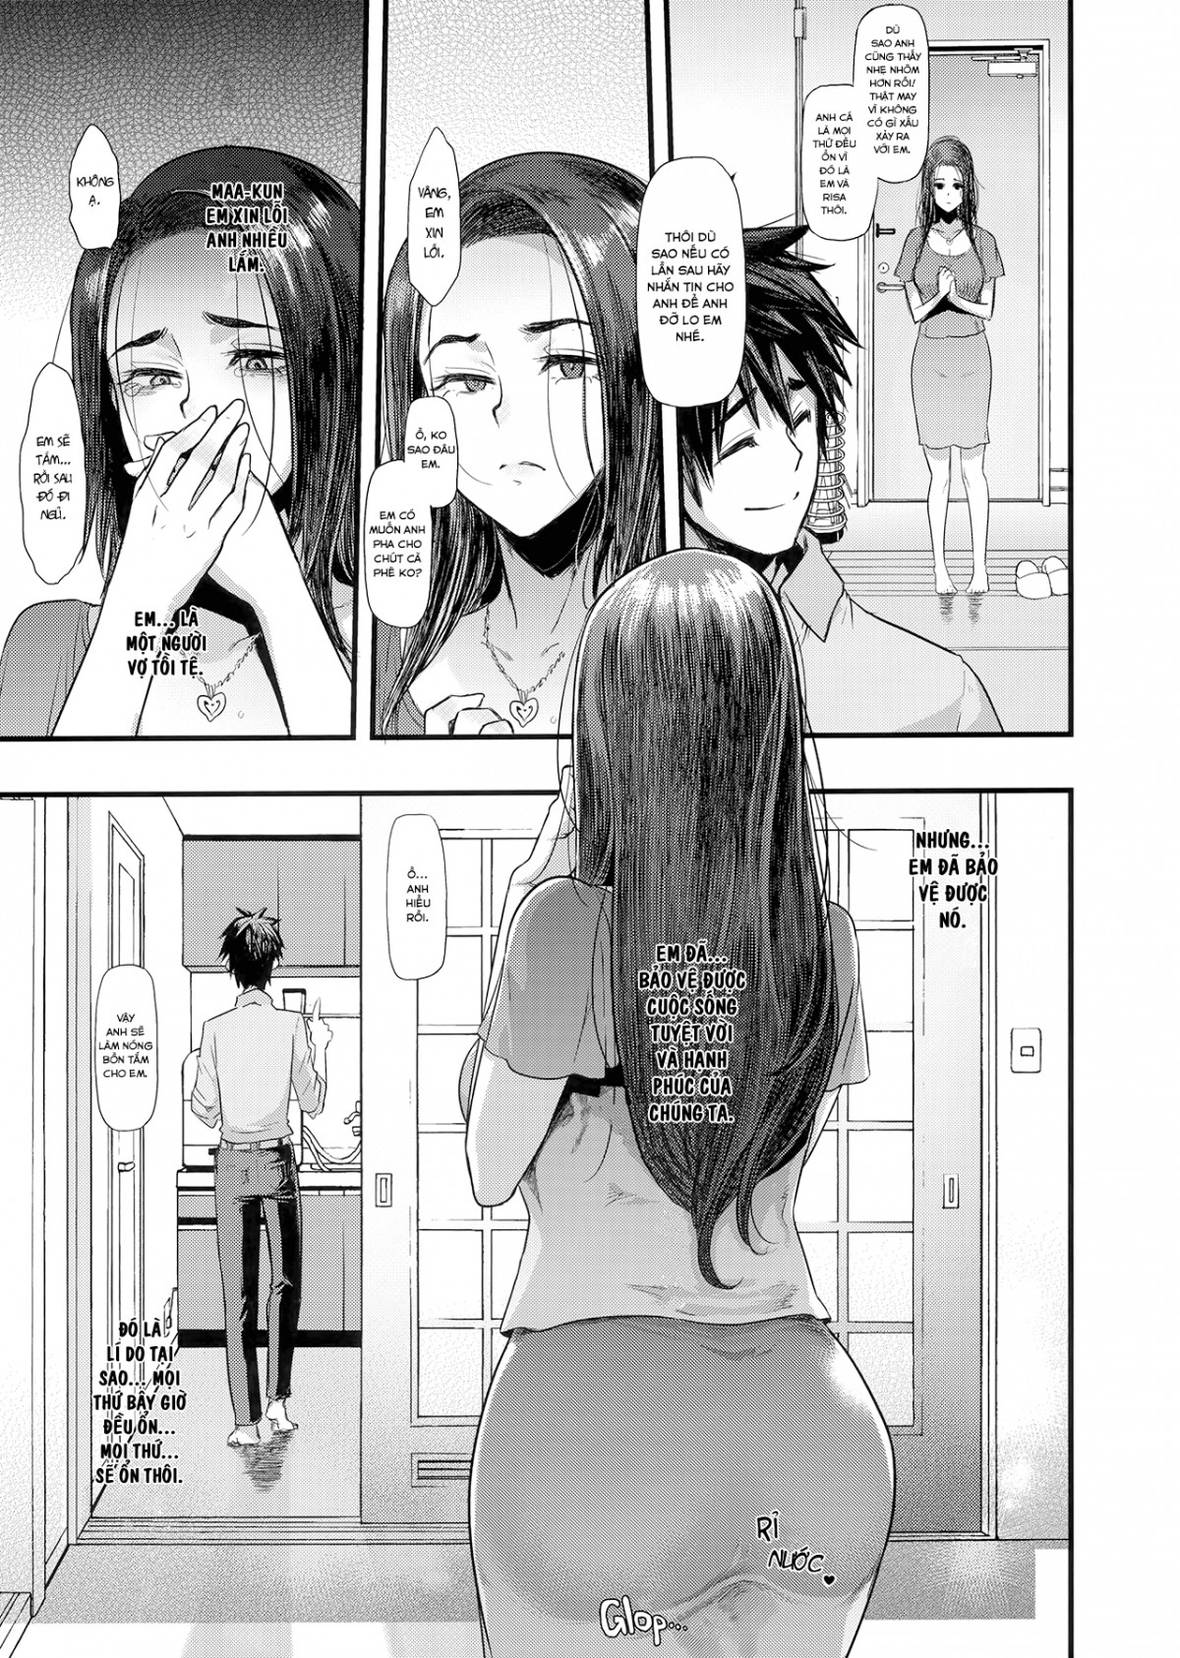 DÙ
SAO ANH
CŨNG THẤY
NHẸ NHÕM
HƠN RỒI!
THẬT MAY
VÌ KHÔNG
CÓ GÌ XẤU
XẢY RA
VỚI EM.
ANH CÁ
LÀ MỌI
THỨ ĐỀU
ỔN VÌ
ĐÓ LÀ
EM VÀ
RISA
THÔI.
THÔI DÙ
SAO NẾU CÓ
LẦN SAU HÃY
NHẮN TIN CHO
ANH ĐỂ ANH
ĐỠ LO EM
NHÉ.
VÂNG,
EM
XIN
LỖI.
Ồ, KO
SAO ĐÂU
EM.
EM CÓ
MUỐN ANH
PHA CHO
CHÚT CÀ
PHÊ KO?
KHÔNG
Ạ.
MAA-KUN
EM XIN LỖI
ANH NHIỀU
LẮM.
EM SẼ
TẮM...
RỒI SAU
ĐÓ ĐI
NGỦ.
EM... LÀ
MỘT NGƯỜI
VỢ TỒI TỆ.
NHƯNG...
EM ĐÃ BẢO
VỆ ĐƯỢC
NÓ.
EM ĐÃ...
BẢO VỆ ĐƯỢC
CUỘC SỐNG
TUYỆT VỜI
VÀ HẠNH
PHÚC CỦA
CHÚNG TA.
Ồ...
ANH
HIỂU
RỒI.
VẬY
ANH SẼ
LÀM NÓNG
BỒN TẮM
CHO EM.
ĐÓ LÀ
LÍ DO TẠI
SAO... MỌI
THỨ BÂY GIỜ
ĐỀU ỔN...
MỌI THỨ...
SẼ ỔN THÔI.
RỈ
NƯỚC
Glop...